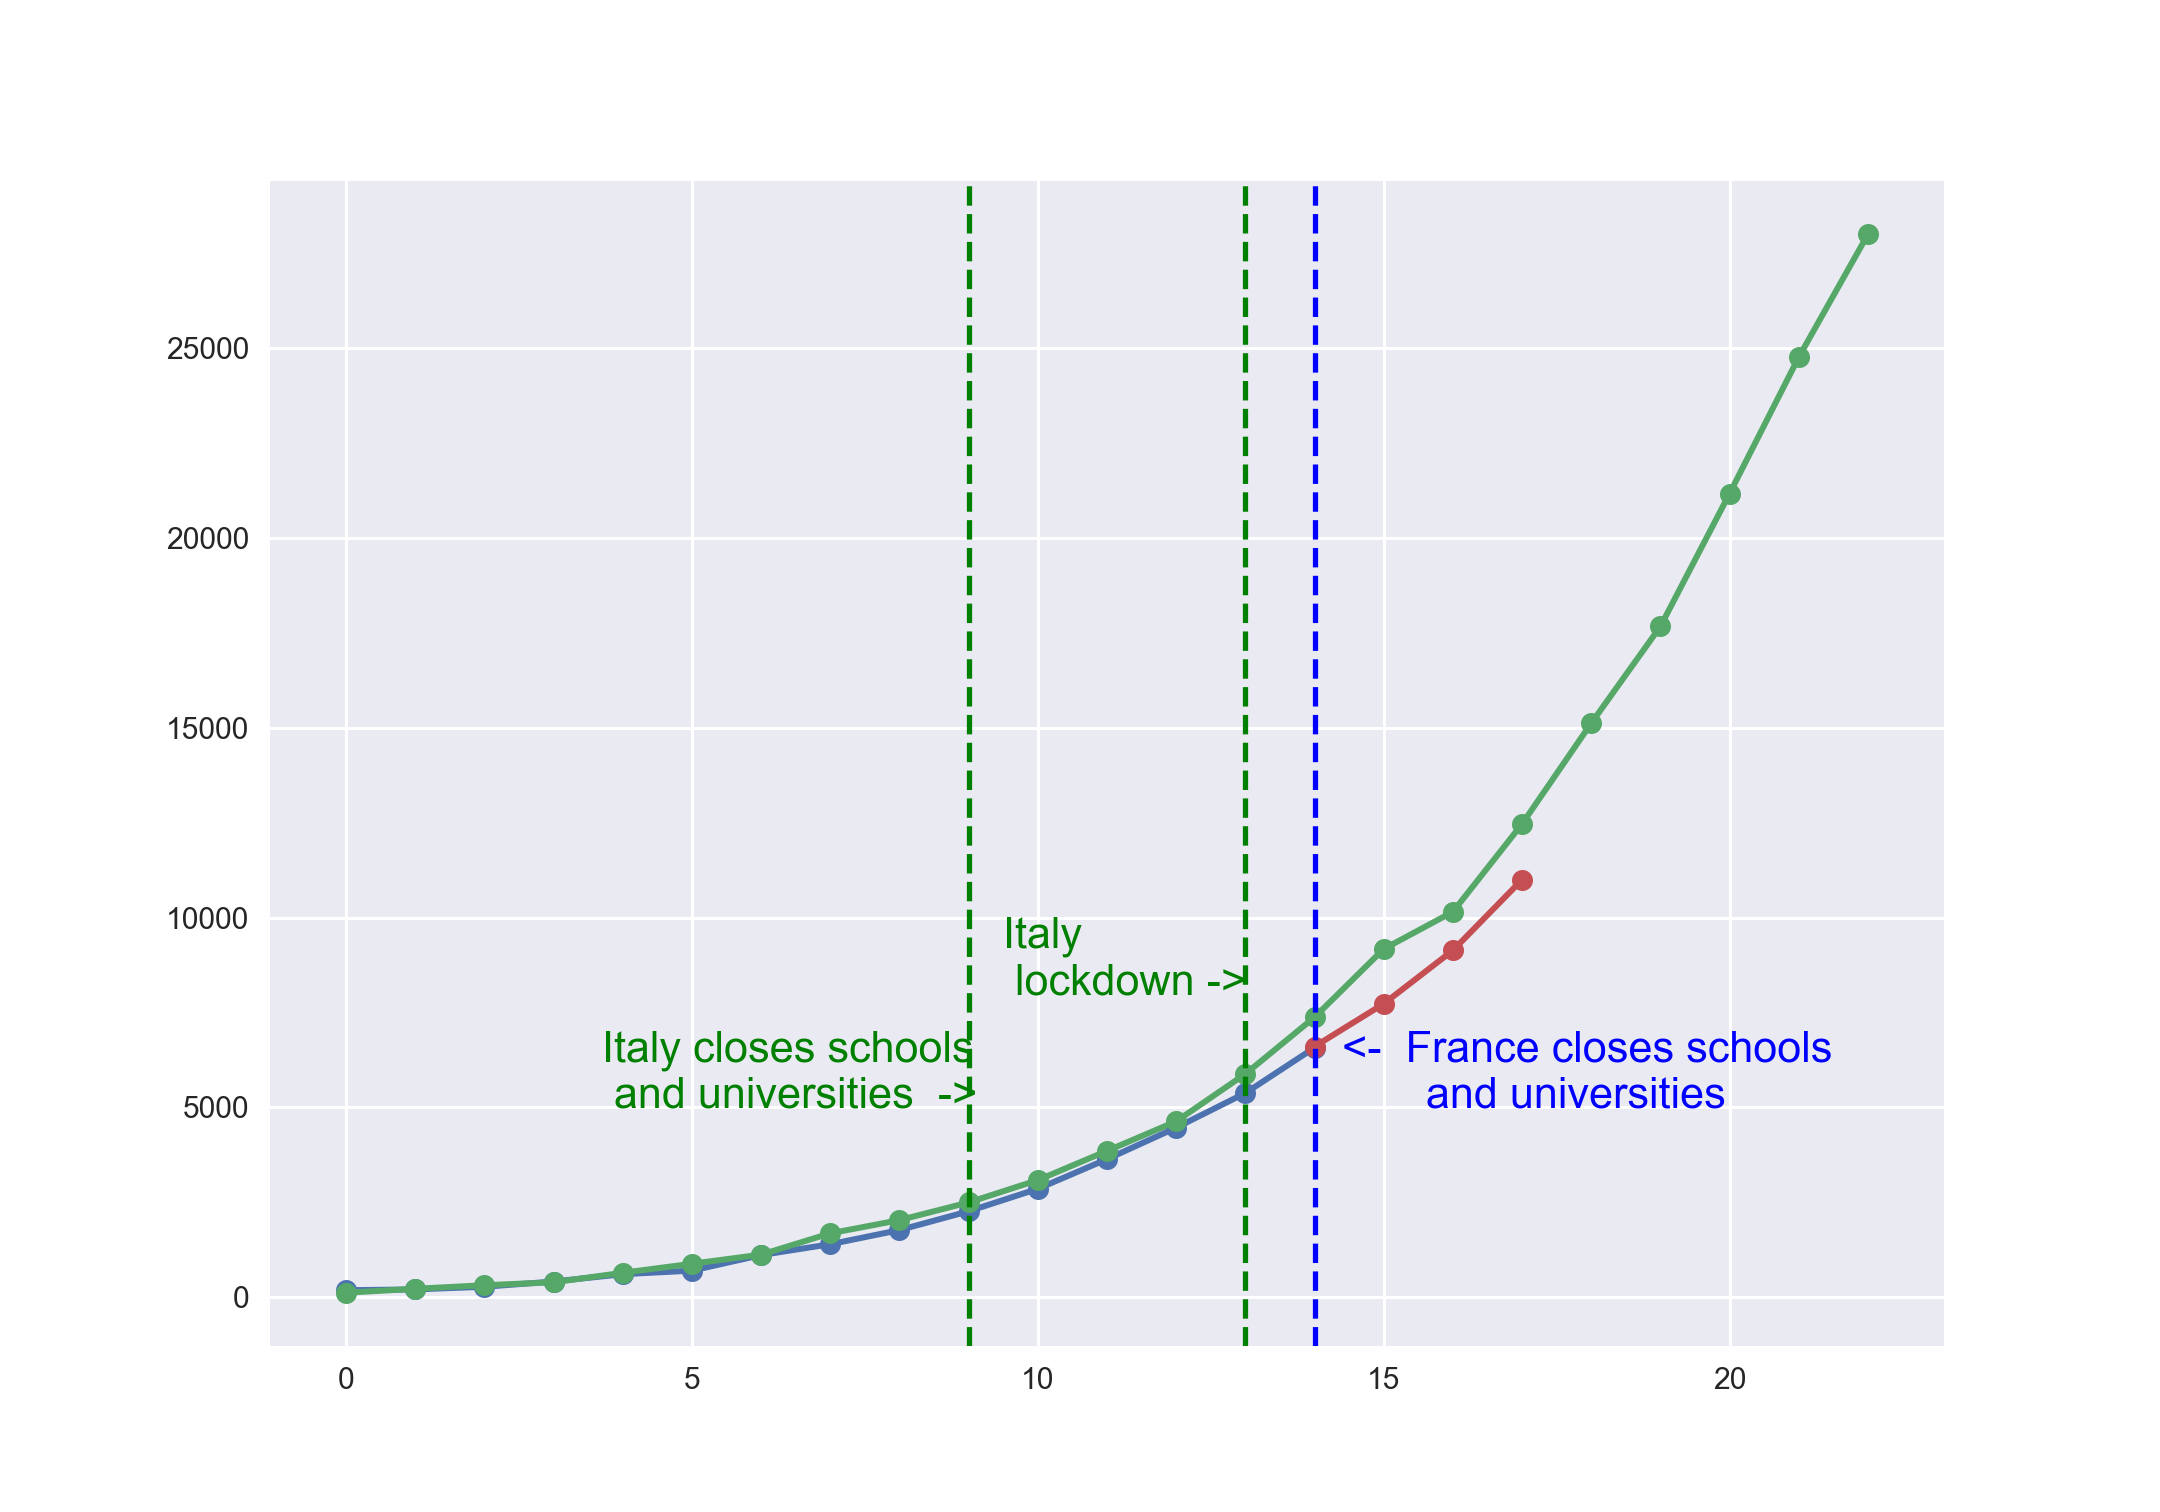 25000
20000
15000
10000
5000
0
Italy
lockdown ->
Italy closes schools
and universities ->
<- France closes schools
and universities
0 5 10 15 20